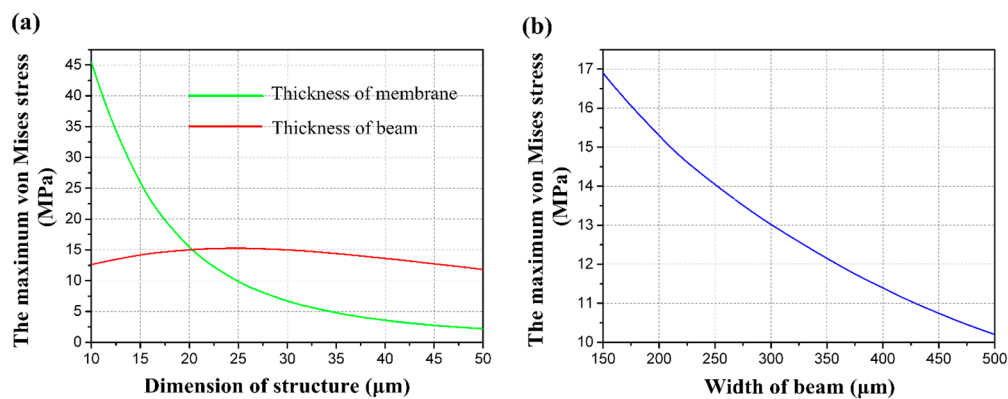 (a)
The maximum von Mises stress
(MPa)
45
40
35
30
25
20
15
10
5
0
Thickness of membrane
Thickness of beam
10 15 20 25 30 35 40 45 50
Dimension of structure (μm)
(b)
The maximum von Mises stress
(MPa)
17
16
15
14
13
12
11
10
150 200 250 300 350 400 450 500
Width of beam (μm)